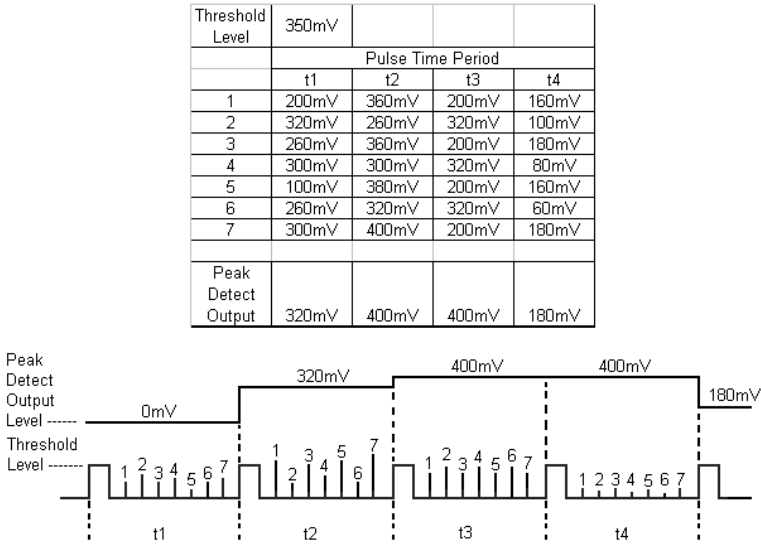 Threshold Level 350mV
Pulse Time Period
t1 t2 t3 t4
1 200mV 360mV 200mV 160mV
2 320mV 260mV 320mV 100mV
3 260mV 360mV 200mV 180mV
4 300mV 300mV 320mV 80mV
5 100mV 380mV 200mV 160mV
6 260mV 320mV 320mV 60mV
7 300mV 400mV 200mV 180mV
Peak
Detect
Output 320mV 400mV 400mV 180mV
Peak
Detect
Output
Level ------
0mV 320mV 400mV 400mV 180mV
Threshold
Level ------
1 2 3 4 5 6 7 1 2 3 4 5 6 7 1 2 3 4 5 6 7 1 2 3 4 5 6 7
t1 t2 t3 t4